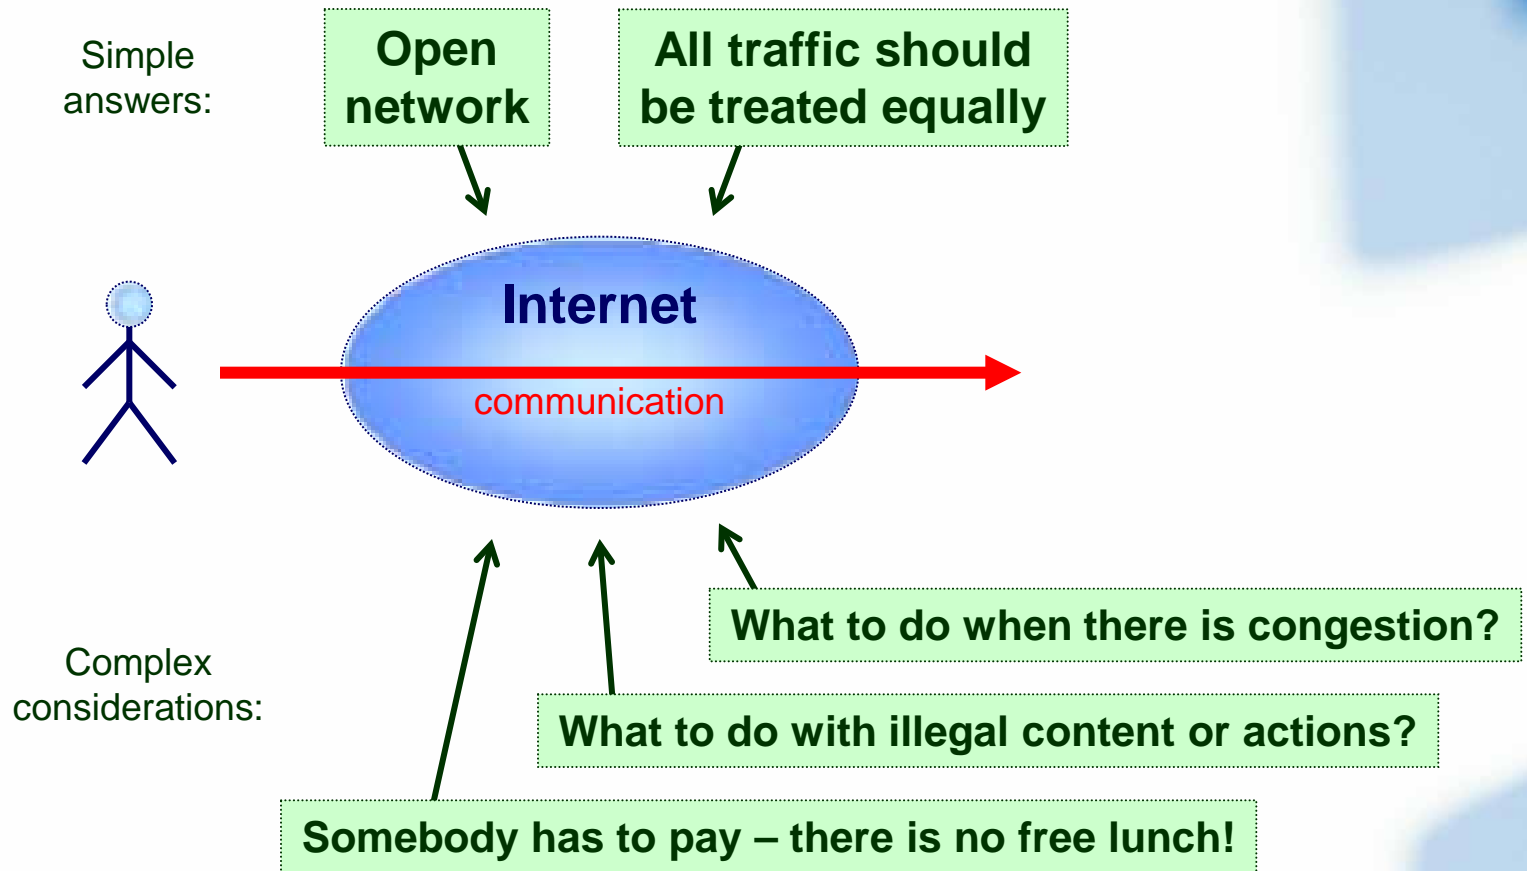 Simple
answers:
Open
network
All traffic should
be treated equally
Internet
communication
Complex
considerations:
What to do when there is congestion?
What to do with illegal content or actions?
Somebody has to pay – there is no free lunch!